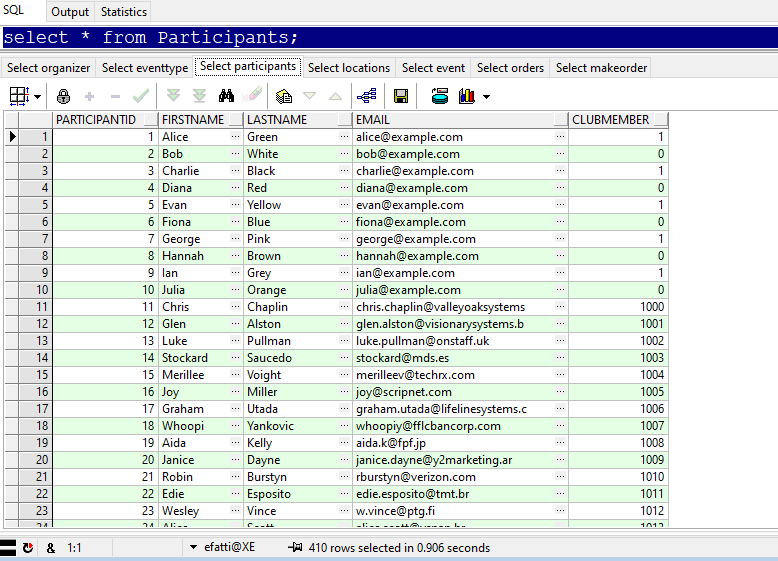 SQL Output Statistics
select * from Participants;
Select organizer Select eventtype Select participants Select locations Select event Select orders Select makeorder
PARTICIPANTID FIRSTNAME LASTNAME EMAIL CLUBMEMBER
1 1 Alice ... Green ... alice@example.com ... 1
2 2 Bob ... White ... bob@example.com ... 0
3 3 Charlie ... Black ... charlie@example.com ... 1
4 4 Diana ... Red ... diana@example.com ... 0
5 5 Evan ... Yellow ... evan@example.com ... 1
6 6 Fiona ... Blue ... fiona@example.com ... 0
7 7 George ... Pink ... george@example.com ... 1
8 8 Hannah ... Brown ... hannah@example.com ... 0
9 9 Ian ... Grey ... ian@example.com ... 1
10 10 Julia ... Orange ... julia@example.com ... 0
11 11 Chris ... Chaplin ... chris.chaplin@valleyoaksystems ... 1000
12 12 Glen ... Alston ... glen.alston@visionarysystems.b ... 1001
13 13 Luke ... Pullman ... luke.pullman@onstaff.uk ... 1002
14 14 Stockard ... Saucedo ... stockard@mds.es ... 1003
15 15 Merillee ... Voight ... merilleev@techrx.com ... 1004
16 16 Joy ... Miller ... joy@scripnet.com ... 1005
17 17 Graham ... Utada ... graham.utada@lifelinesystems.c ... 1006
18 18 Whoopi ... Yankovic ... whoopiy@fflcbancorp.com ... 1007
19 19 Aida ... Kelly ... aida.k@fpf.jp ... 1008
20 20 Janice ... Dayne ... janice.dayne@y2marketing.ar ... 1009
21 21 Robin ... Burstyn ... rburstyn@verizon.com ... 1010
22 22 Edie ... Esposito ... edie.esposito@tmt.br ... 1011
23 23 Wesley ... Vince ... w.vince@ptg.fi ... 1012
& 1:1 efatti@XE 410 rows selected in 0.906 seconds